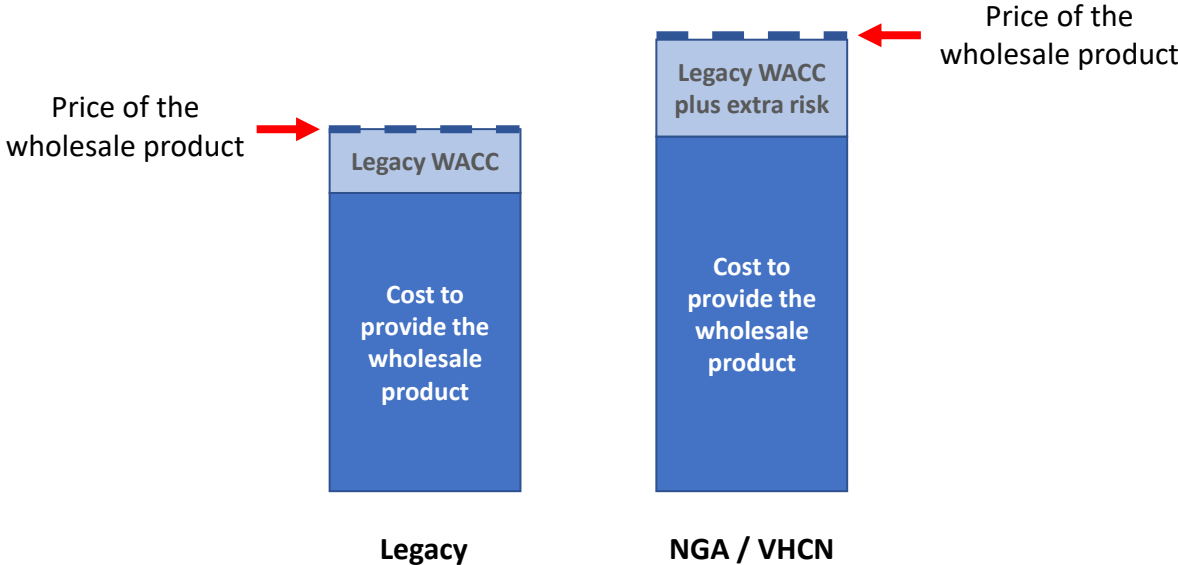 Price of the
wholesale product
Legacy WACC
Cost to
provide the
wholesale
product
Legacy
Price of the
wholesale product
Legacy WACC
plus extra risk
Cost to
provide the
wholesale
product
NGA / VHCN